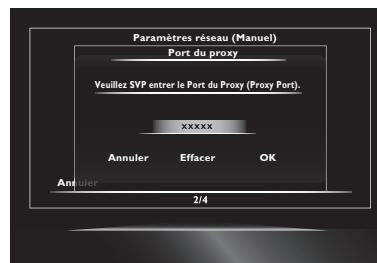 Paramètres réseau (Manuel)
Port du proxy
Veuillez SVP entrer le Port du Proxy (Proxy Port).
xxxxx
Annuler Effacer OK
Annuler
2/4